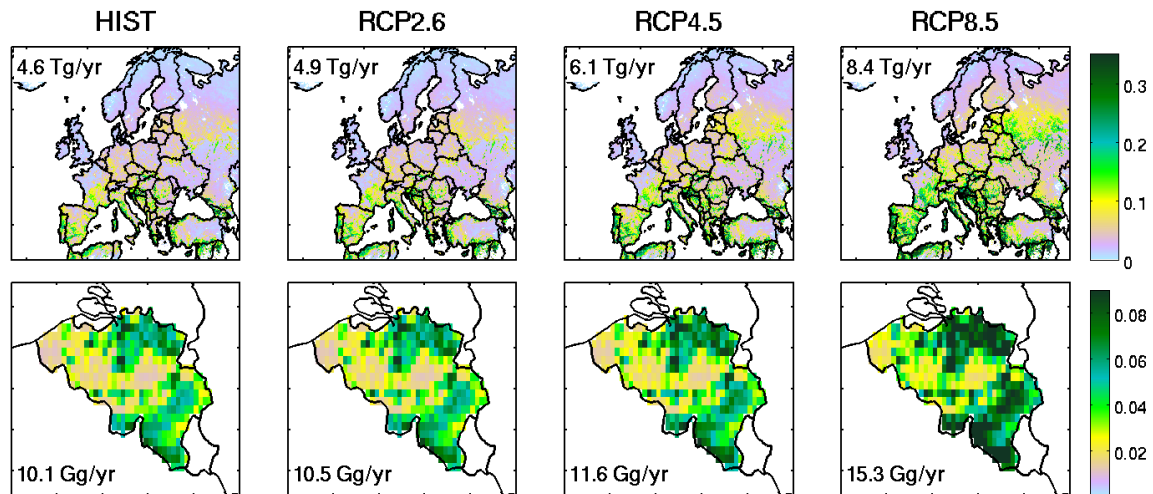 HIST RCP2.6 RCP4.5 RCP8.5
4.6 Tg/yr 4.9 Tg/yr 6.1 Tg/yr 8.4 Tg/yr
0.3
0.2
0.1
0
10.1 Gg/yr 10.5 Gg/yr 11.6 Gg/yr 15.3 Gg/yr
0.08
0.06
0.04
0.02